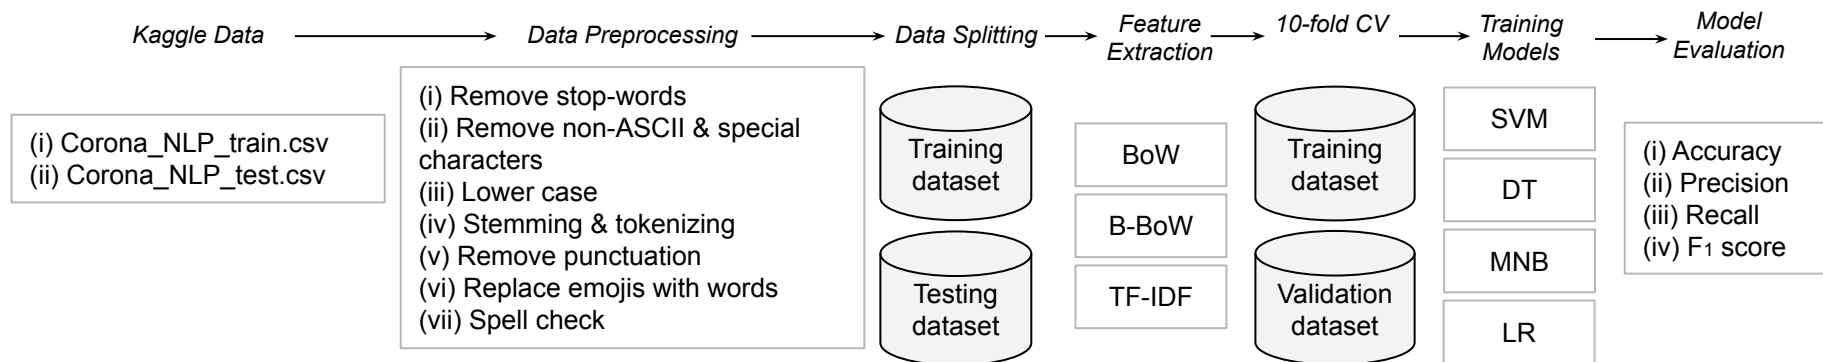 Kaggle Data
Data Preprocessing
Data Splitting
Feature
Extraction
10-fold CV
Training
Models
Model
Evaluation
(i) Corona_NLP_train.csv
(ii) Corona_NLP_test.csv
(i) Remove stop-words
(ii) Remove non-ASCII & special
characters
(iii) Lower case
(iv) Stemming & tokenizing
(v) Remove punctuation
(vi) Replace emojis with words
(vii) Spell check
Training
dataset
Testing
dataset
BoW
B-BoW
TF-IDF
Training
dataset
Validation
dataset
SVM
DT
MNB
LR
(i) Accuracy
(ii) Precision
(iii) Recall
(iv) F1 score